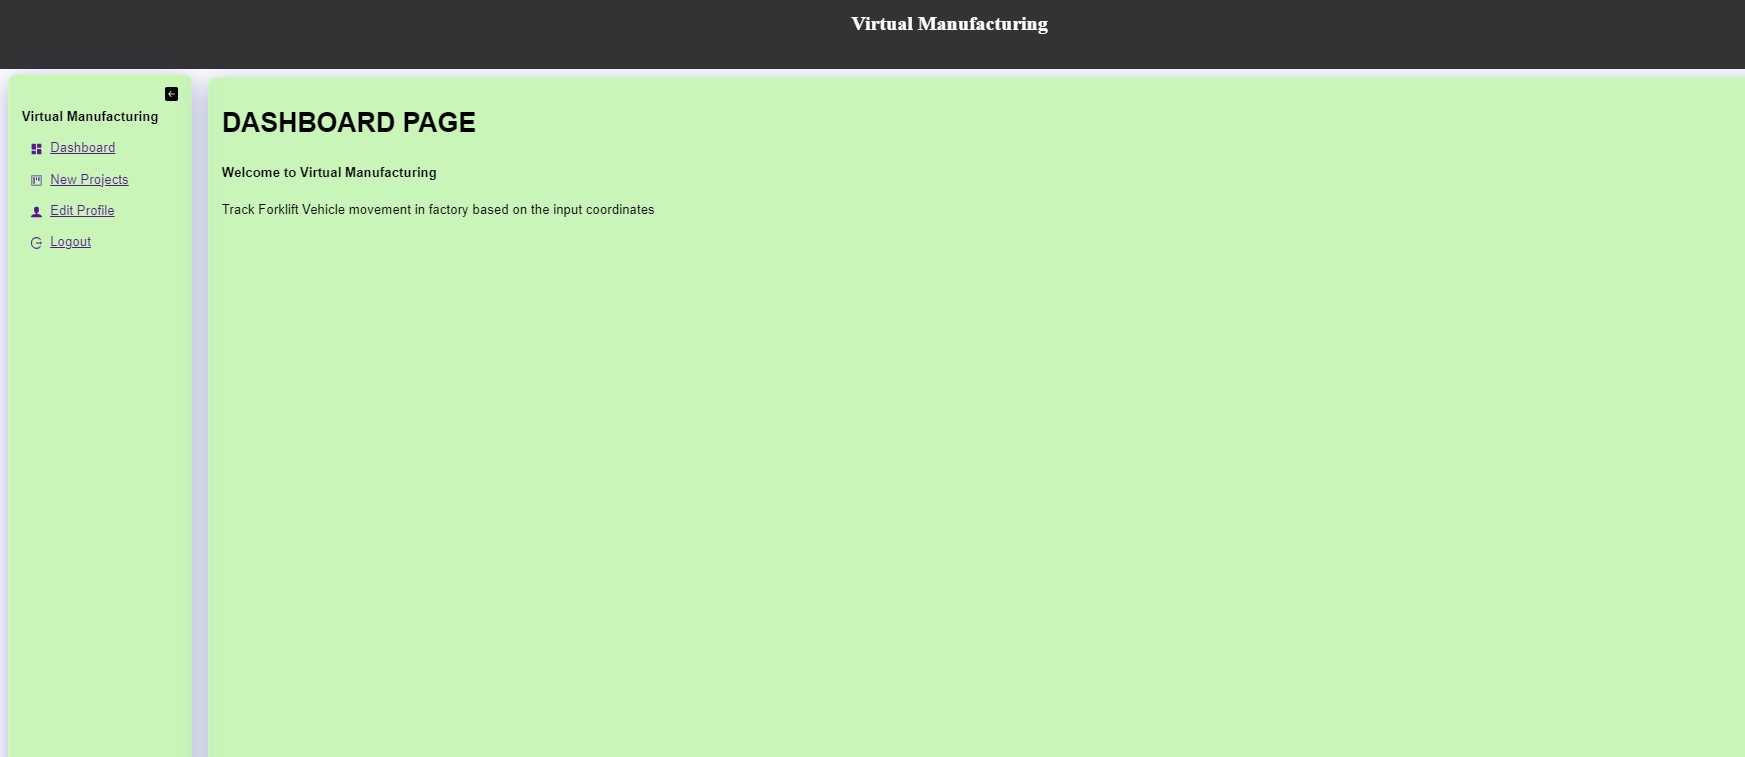 Virtual Manufacturing
Virtual Manufacturing
Dashboard
New Projects
Edit Profile
Logout
DASHBOARD PAGE
Welcome to Virtual Manufacturing
Track Forklift Vehicle movement in factory based on the input coordinates